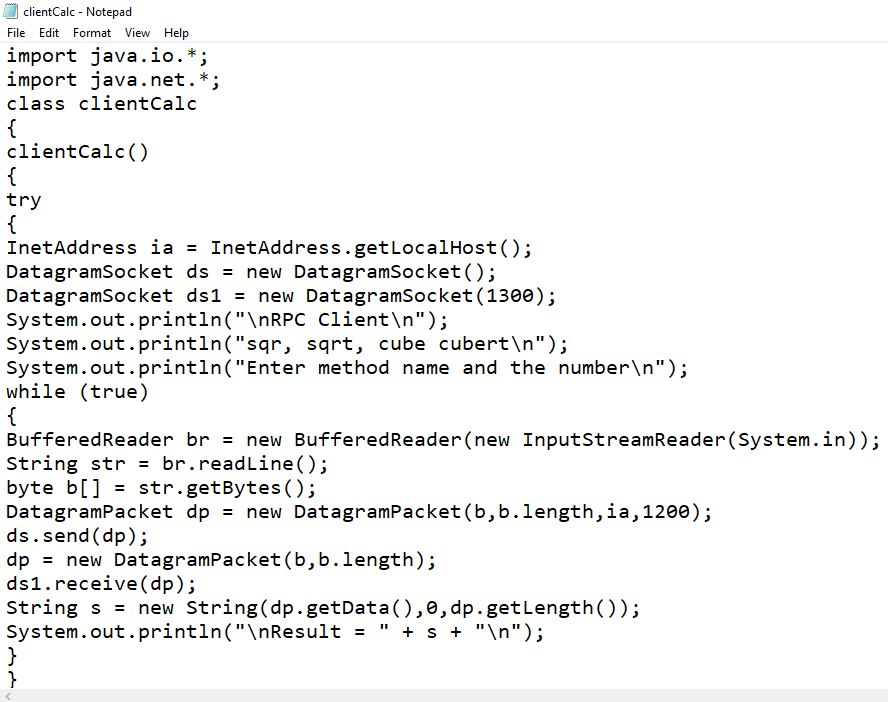 clientCalc - Notepad
File Edit Format View Help
import java.io.*;
import java.net.*;
class clientCalc
{
clientCalc()
{
try
{
InetAddress ia = InetAddress.getLocalHost();
DatagramSocket ds = new DatagramSocket();
DatagramSocket ds1 = new DatagramSocket(1300);
System.out.println("\nRPC Client\n");
System.out.println("sqr, sqrt, cube cubert\n");
System.out.println("Enter method name and the number\n");
while (true)
{
BufferedReader br = new BufferedReader(new InputStreamReader(System.in));
String str = br.readLine();
byte b[] = str.getBytes();
DatagramPacket dp = new DatagramPacket(b,b.length,ia,1200);
ds.send(dp);
dp = new DatagramPacket(b,b.length);
ds1.receive(dp);
String s = new String(dp.getData(),0,dp.getLength());
System.out.println("\nResult = " + s + "\n");
}
}